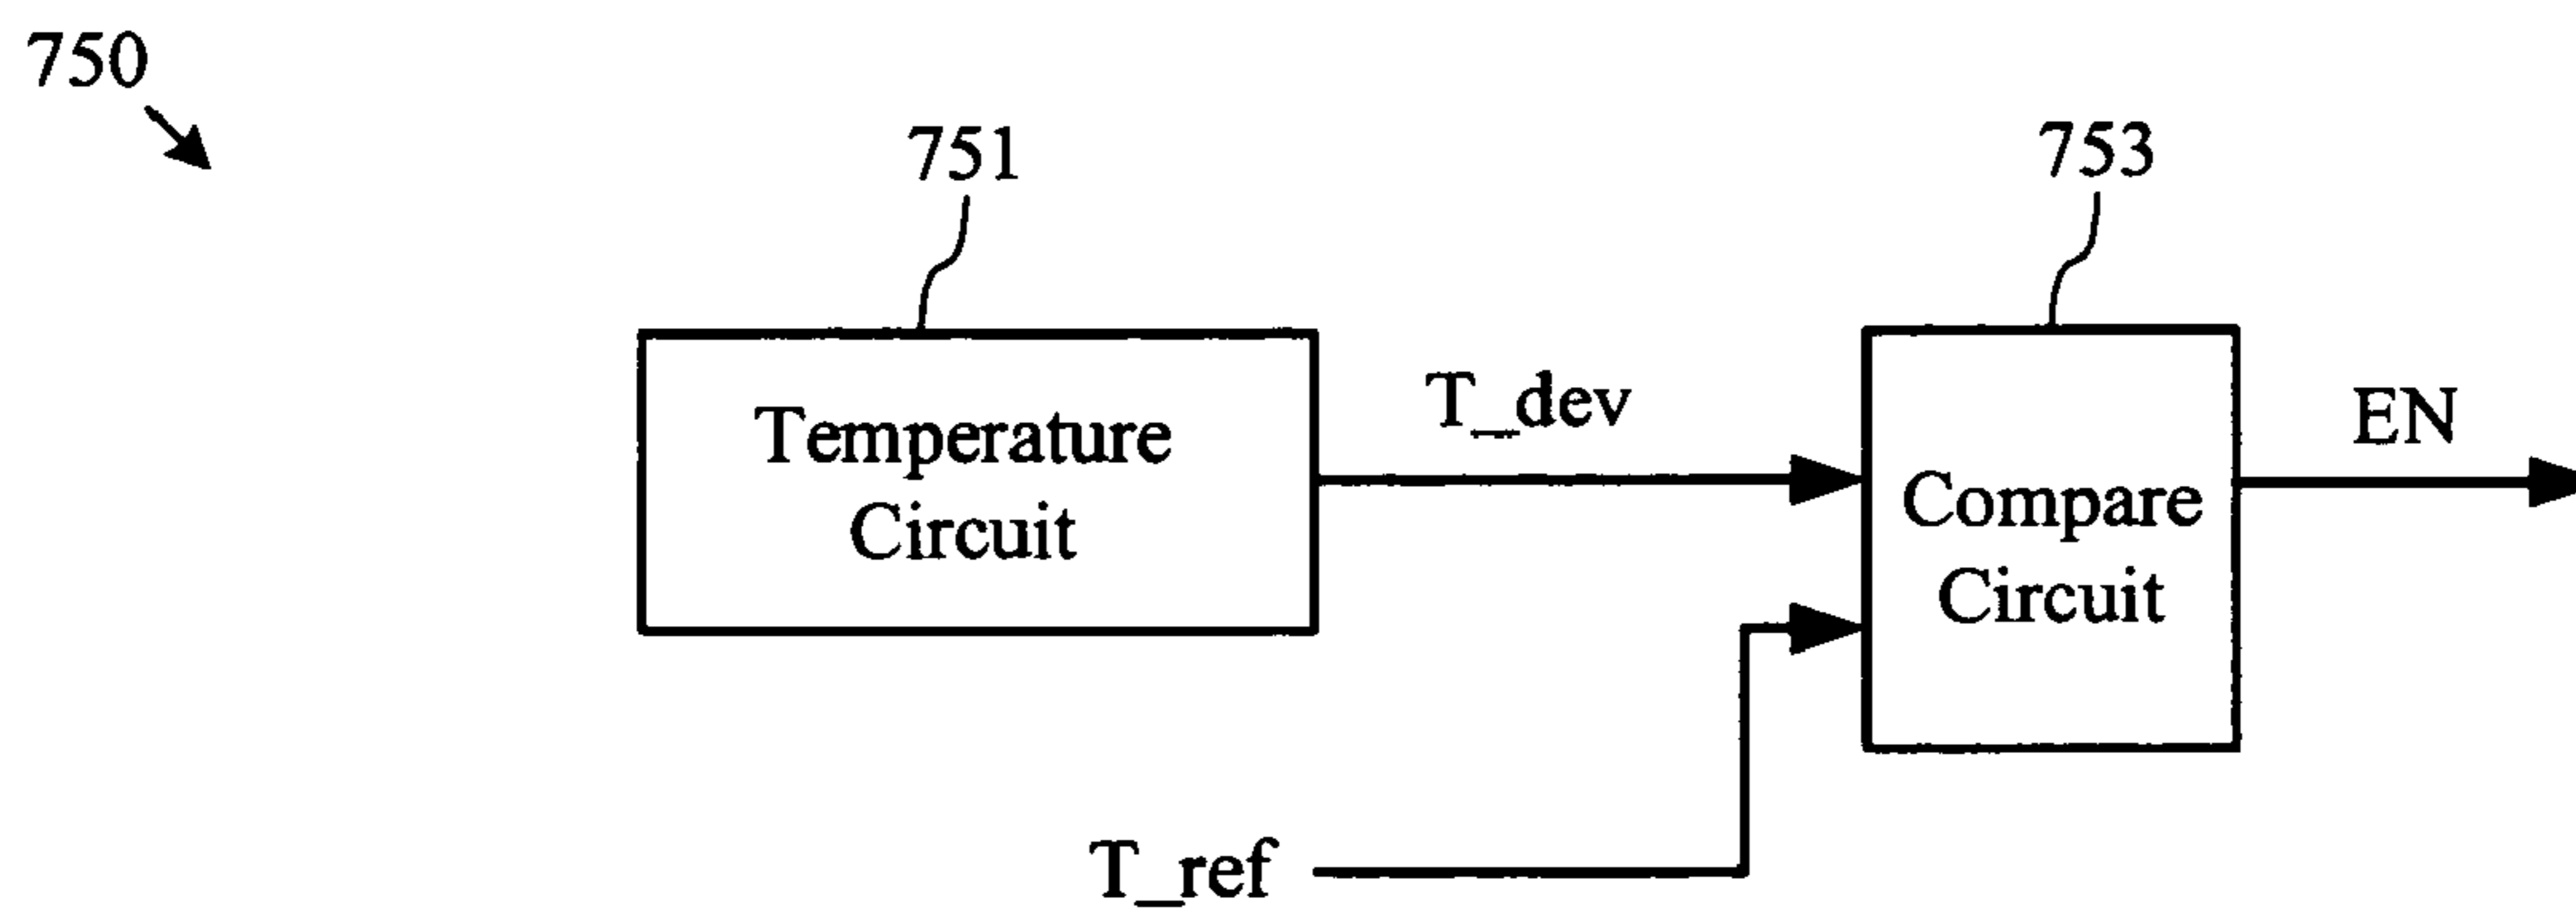 750
751
753
Temperature
Circuit
T_dev
Compare
Circuit
EN
T_ref